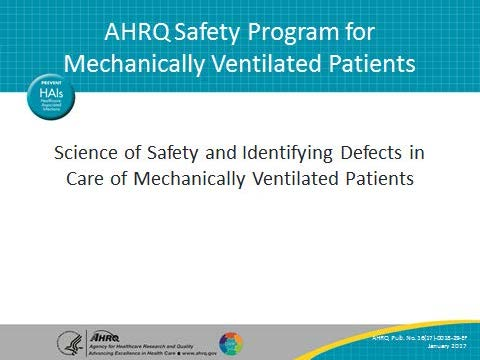 AHRQ Safety Program for
Mechanically Ventilated Patients
PREVENT
HAIs
Healthcare
Associated
Infections
Science of Safety and Identifying Defects in
Care of Mechanically Ventilated Patients
AHRQ
Agency for Healthcare Research and Quality
Advancing Excellence in Health Care www.ahrq.gov
AHRQ Pub. No. 16(17)-0018-29-EF
January 2017